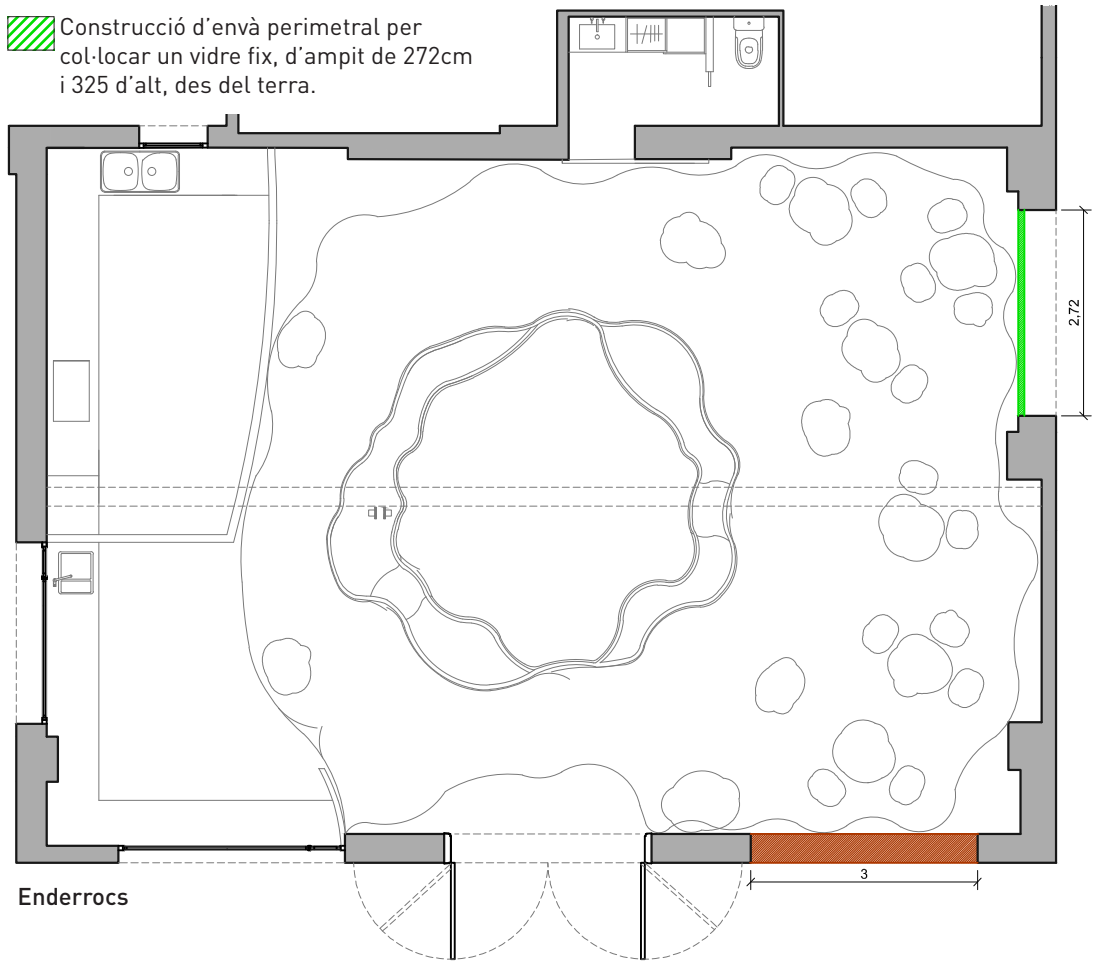 Construcció d’envà perimetral per
col·locar un vidre fix, d’ampit de 272cm
i 325 d’alt, des del terra.
2,72
3
Enderrocs